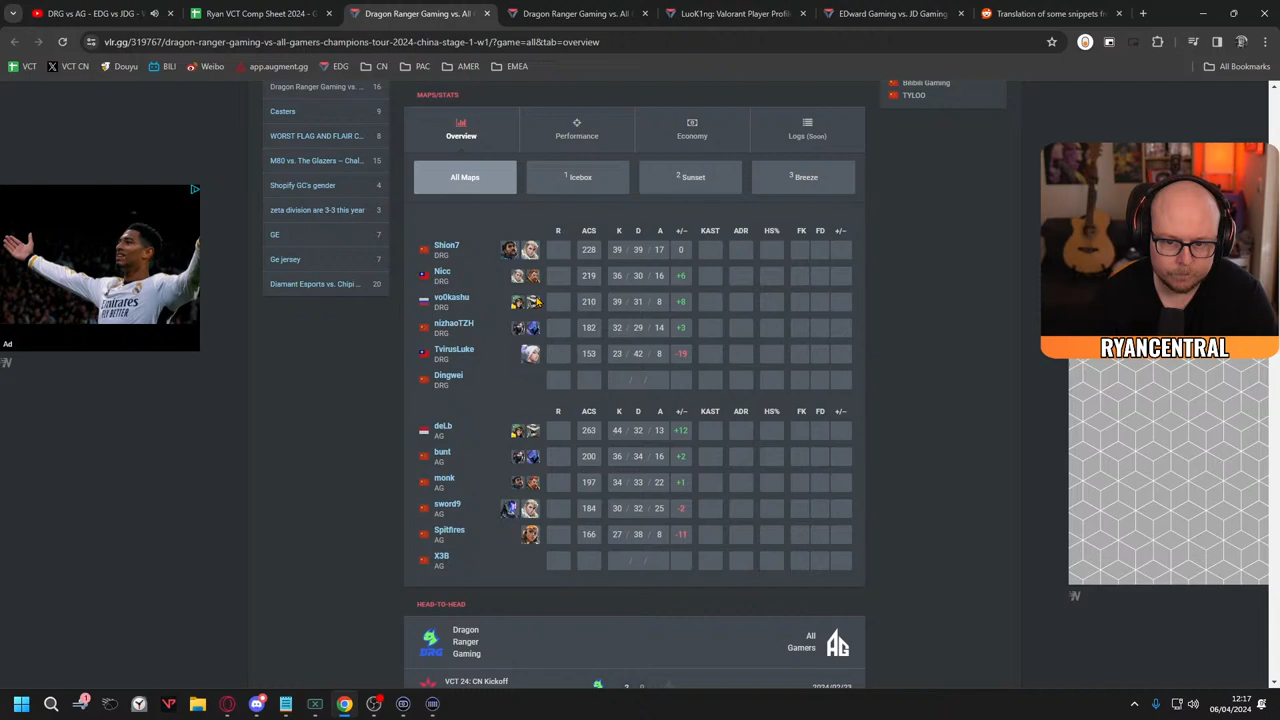 DRG vs AG and EDG vs JDG
Ryan VCT Comp Sheet 2024 - G
Dragon Ranger Gaming vs. All
Dragon Ranger Gaming vs. All
LuoK1ng: Valorant Player Profil
EDward Gaming vs. JD Gaming
Translation of some snippets fr
vlr.gg/319767/dragon-ranger-gaming-vs-all-gamers-champions-tour-2024-china-stage-1-w1/?game=all&tab=overview
VCT
VCT CN
Douyu
BILI
Weibo
app.augment.gg
EDG
CN
PAC
AMER
EMEA
All Bookmarks
Dragon Ranger Gaming vs. ... 16
Casters 9
WORST FLAG AND FLAIR C... 8
M80 vs. The Glazers – Chal... 15
Shopify GC's gender 4
zeta division are 3-3 this year 3
GE 7
Ge jersey 7
Diamant Esports vs. Chipi ... 20
Bilibili Gaming
TYLOO
MAPS/STATS
Overview
Performance
Economy
Logs (Soon)
All Maps
1 Icebox
2 Sunset
3 Breeze
R ACS K D A +/– KAST ADR HS% FK FD +/–
Shion7 228 39 / 39 / 17 0
DRG
Nicc 219 36 / 30 / 16 +6
DRG
vo0kashu 210 39 / 31 / 8 +8
DRG
nizhaoTZH 182 32 / 29 / 14 +3
DRG
TvirusLuke 153 23 / 42 / 8 -19
DRG
Dingwei / /
DRG
R ACS K D A +/– KAST ADR HS% FK FD +/–
deLb 263 44 / 32 / 13 +12
AG
bunt 200 36 / 34 / 16 +2
AG
monk 197 34 / 33 / 22 +1
AG
sword9 184 30 / 32 / 25 -2
AG
Spitfires 166 27 / 38 / 8 -11
AG
X3B / /
AG
HEAD-TO-HEAD
Dragon
Ranger
Gaming
All
Gamers
AG
DRG
VCT 24: CN Kickoff 2024/02/23
Emirates
FLY BETTER
Ad
RYANCENTRAL
12:17
06/04/2024